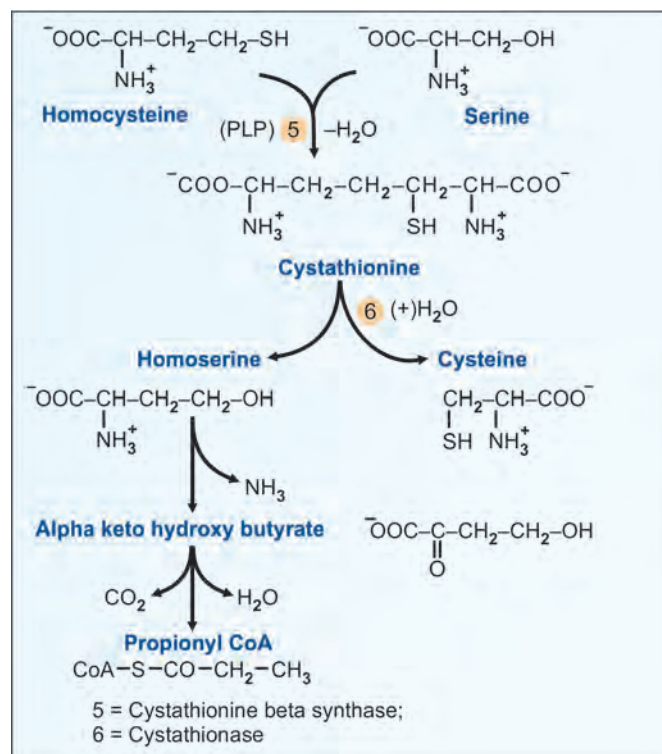 ⁻OOC–CH–CH₂–CH₂–SH
NH₃⁺
Homocysteine
⁻OOC–CH–CH₂–OH
NH₃⁺
Serine
(PLP) 5 –H₂O
⁻COO–CH–CH₂–CH₂–CH₂–CH–COO⁻
NH₃⁺ SH NH₃⁺
Cystathionine
6 (+)H₂O
Homoserine
⁻OOC–CH–CH₂–CH₂–OH
NH₃⁺
Cysteine
CH₂–CH–COO⁻
SH NH₃⁺
NH₃
Alpha keto hydroxy butyrate
⁻OOC–C–CH₂–CH₂–OH
O
CO₂ H₂O
Propionyl CoA
CoA–S–CO–CH₂–CH₃
5 = Cystathionine beta synthase;
6 = Cystathionase